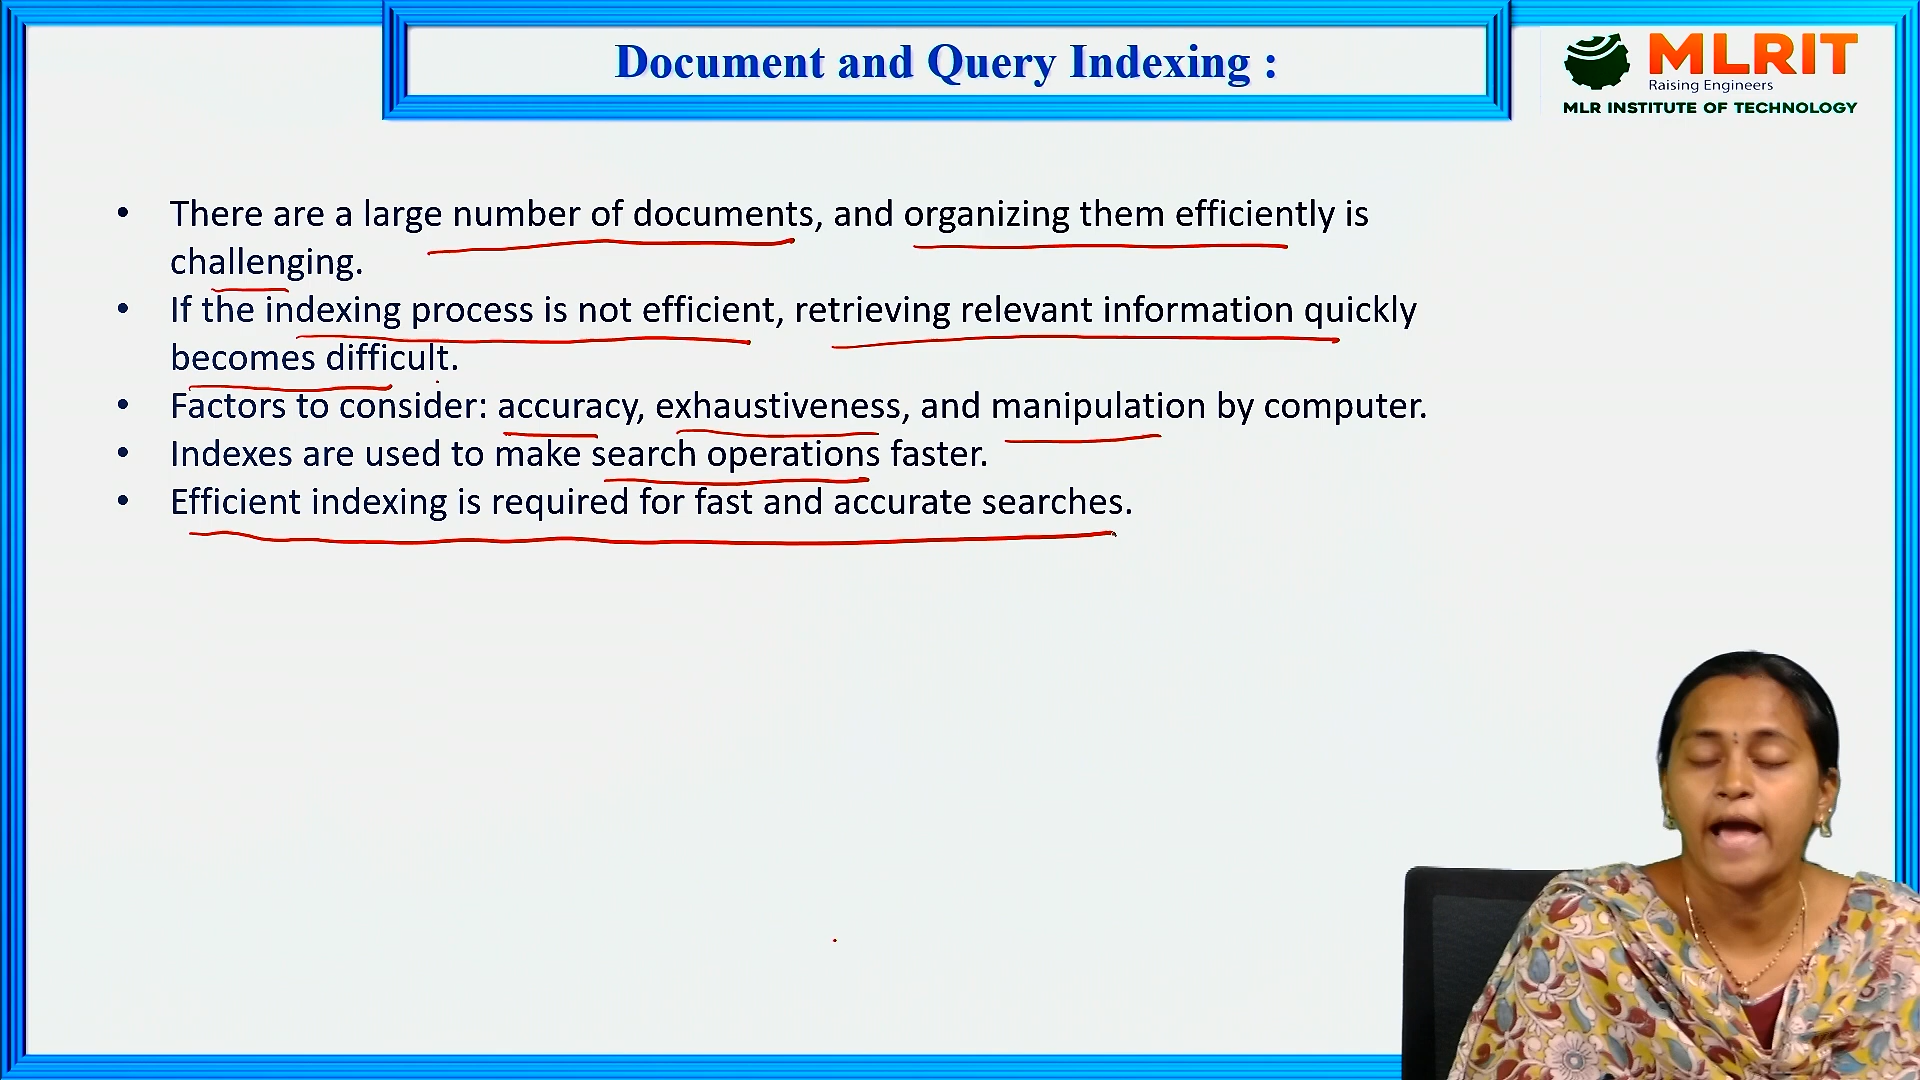 Document and Query Indexing :
MLRIT
Raising Engineers
MLR INSTITUTE OF TECHNOLOGY
• There are a large number of documents, and organizing them efficiently is
challenging.
• If the indexing process is not efficient, retrieving relevant information quickly
becomes difficult.
• Factors to consider: accuracy, exhaustiveness, and manipulation by computer.
• Indexes are used to make search operations faster.
• Efficient indexing is required for fast and accurate searches.